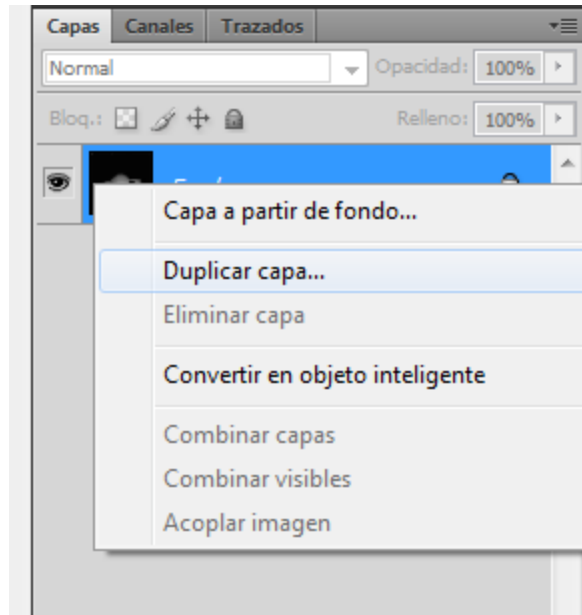 Capas Canales Trazados
Normal Opacidad: 100%
Bloq.: Relleno: 100%
Capa a partir de fondo...
Duplicar capa...
Eliminar capa
Convertir en objeto inteligente
Combinar capas
Combinar visibles
Acoplar imagen